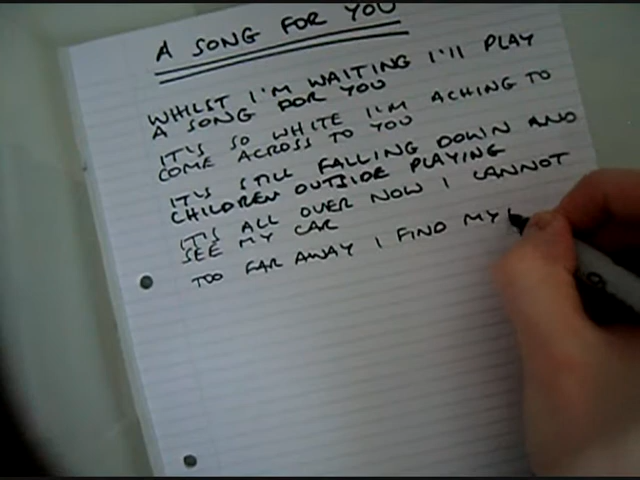 A SONG FOR YOU
WHILST I'M WAITING I'LL PLAY
A SONG FOR YOU
IT'S SO WHITE I'M ACHING TO
COME ACROSS TO YOU
IT'S STILL FALLING DOWN AND
CHILDREN OUTSIDE PLAYING
IT'S ALL OVER NOW I CANNOT
SEE MY CAR
TOO FAR AWAY I FIND MY